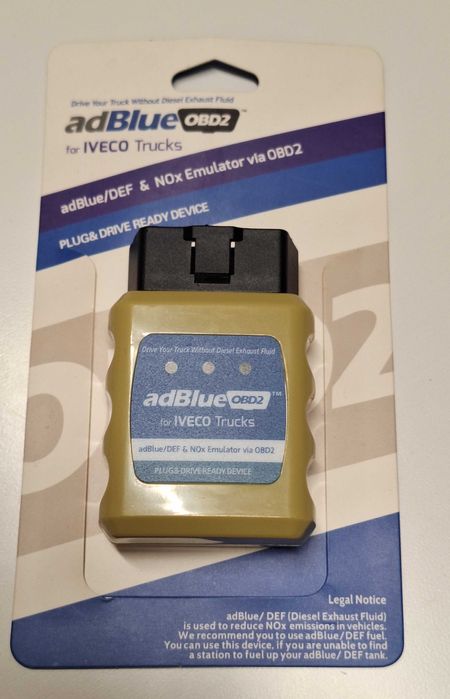 Drive Your Truck Without Diesel Exhaust Fluid
adBlue OBD2™
for IVECO Trucks
adBlue/DEF & NOx Emulator via OBD2
PLUG& DRIVE READY DEVICE
OBD2
Drive Your Truck Without Diesel Exhaust Fluid
adBlue OBD2™
for IVECO Trucks
adBlue/DEF & NOx Emulator via OBD2
PLUG& DRIVE READY DEVICE
Legal Notice
adBlue/ DEF (Diesel Exhaust Fluid)
is used to reduce NOx emissions in vehicles.
We recommend you to use adBlue/ DEF fuel.
You can use this device, if you are unable to find
a station to fuel up your adBlue/ DEF tank.